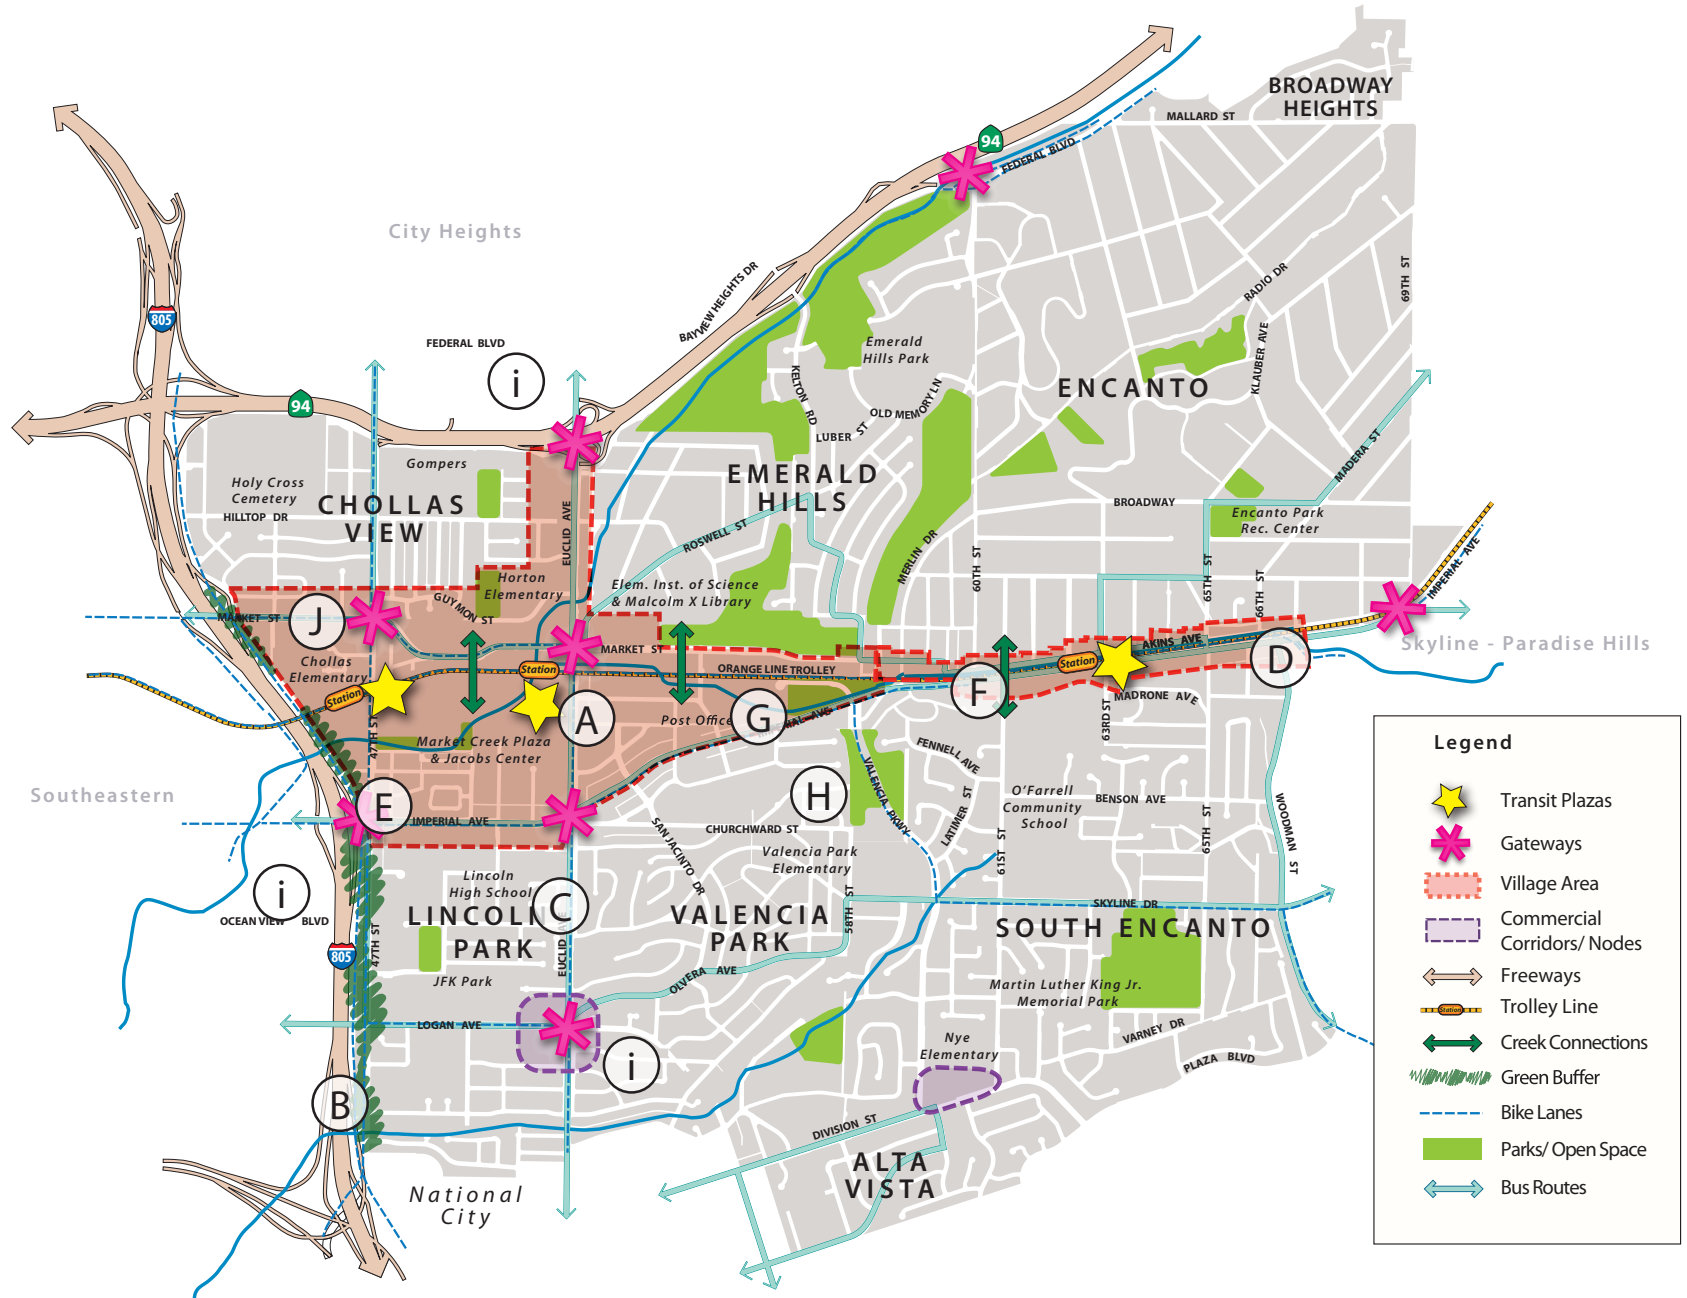 BROADWAY
HEIGHTS
MALLARD ST
94
FEDERAL BLVD
City Heights
BAYVIEW HEIGHTS DR
RADIO DR
69TH ST
805
FEDERAL BLVD
i
Emerald
Hills Park
KLAUBER AVE
KELTON RD
ENCANTO
94
OLD MEMORY LN
LUBER ST
MADERA ST
Gompers
EMERALD
HILLS
Holy Cross
Cemetery
CHOLLAS
VIEW
HILLTOP DR
BROADWAY
Encanto Park
Rec. Center
EUCLID AVE
ROSWELL ST
MERLIN DR
60TH ST
65TH ST
66TH ST
IMPERIAL AVE
Horton
Elementary
Elem. Inst. of Science
& Malcolm X Library
GUYMON ST
MARKET ST
J
MARKET ST
AKINS AVE
Skyline - Paradise Hills
D
Chollas
Elementary
Station
Station
ORANGE LINE TROLLEY
Station
F
MADRONE AVE
63RD ST
A
Post Office
G
IAL AVE
47TH ST
Market Creek Plaza
& Jacobs Center
FENNELL AVE
VALENCIA PKWY
LATIMER ST
Southeastern
E
IMPERIAL AVE
H
O'Farrell
Community
School
BENSON AVE
65TH ST
WOODMAN ST
SAN JACINTO DR
CHURCHWARD ST
Valencia Park
Elementary
61ST ST
i
OCEAN VIEW BLVD
Lincoln
High School
C
LINCOLN
PARK
VALENCIA
PARK
58TH ST
SKYLINE DR
SOUTH ENCANTO
805
47TH ST
EUCLID A
JFK Park
OLVERA AVE
Martin Luther King Jr.
Memorial Park
LOGAN AVE
VARNEY DR
Nye
Elementary
PLAZA BLVD
i
B
DIVISION ST
ALTA
VISTA
National
City
Legend
Transit Plazas
Gateways
Village Area
Commercial
Corridors/ Nodes
Freeways
Station
Trolley Line
Creek Connections
Green Buffer
Bike Lanes
Parks/ Open Space
Bus Routes